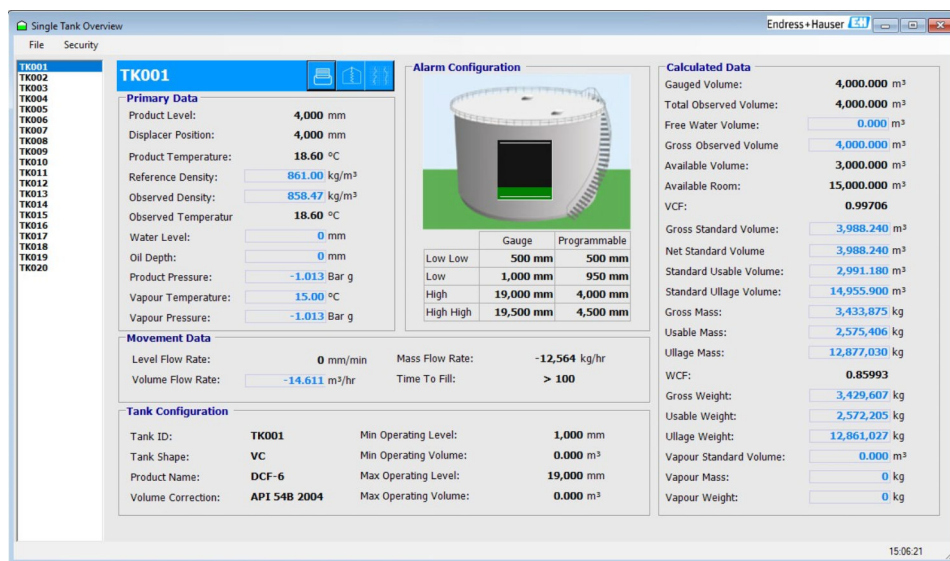 Single Tank Overview
Endress+Hauser EH
File Security
TK001
TK002
TK003
TK004
TK005
TK006
TK007
TK008
TK009
TK010
TK011
TK012
TK013
TK014
TK015
TK016
TK017
TK018
TK019
TK020
TK001
Primary Data
Product Level: 4,000 mm
Displacer Position: 4,000 mm
Product Temperature: 18.60 °C
Reference Density: 861.00 kg/m³
Observed Density: 858.47 kg/m³
Observed Temperatur 18.60 °C
Water Level: 0 mm
Oil Depth: 0 mm
Product Pressure: -1.013 Bar g
Vapour Temperature: 15.00 °C
Vapour Pressure: -1.013 Bar g
Alarm Configuration
Gauge Programmable
Low Low 500 mm 500 mm
Low 1,000 mm 950 mm
High 19,000 mm 4,000 mm
High High 19,500 mm 4,500 mm
Movement Data
Level Flow Rate: 0 mm/min Mass Flow Rate: -12,564 kg/hr
Volume Flow Rate: -14.611 m³/hr Time To Fill: > 100
Tank Configuration
Tank ID: TK001 Min Operating Level: 1,000 mm
Tank Shape: VC Min Operating Volume: 0.000 m³
Product Name: DCF-6 Max Operating Level: 19,000 mm
Volume Correction: API 54B 2004 Max Operating Volume: 0.000 m³
Calculated Data
Gauged Volume: 4,000.000 m³
Total Observed Volume: 4,000.000 m³
Free Water Volume: 0.000 m³
Gross Observed Volume 4,000.000 m³
Available Volume: 3,000.000 m³
Available Room: 15,000.000 m³
VCF: 0.99706
Gross Standard Volume: 3,988.240 m³
Net Standard Volume 3,988.240 m³
Standard Usable Volume: 2,991.180 m³
Standard Ullage Volume: 14,955.900 m³
Gross Mass: 3,433,875 kg
Usable Mass: 2,575,406 kg
Ullage Mass: 12,877,030 kg
WCF: 0.85993
Gross Weight: 3,429,607 kg
Usable Weight: 2,572,205 kg
Ullage Weight: 12,861,027 kg
Vapour Standard Volume: 0.000 m³
Vapour Mass: 0 kg
Vapour Weight: 0 kg
15:06:21